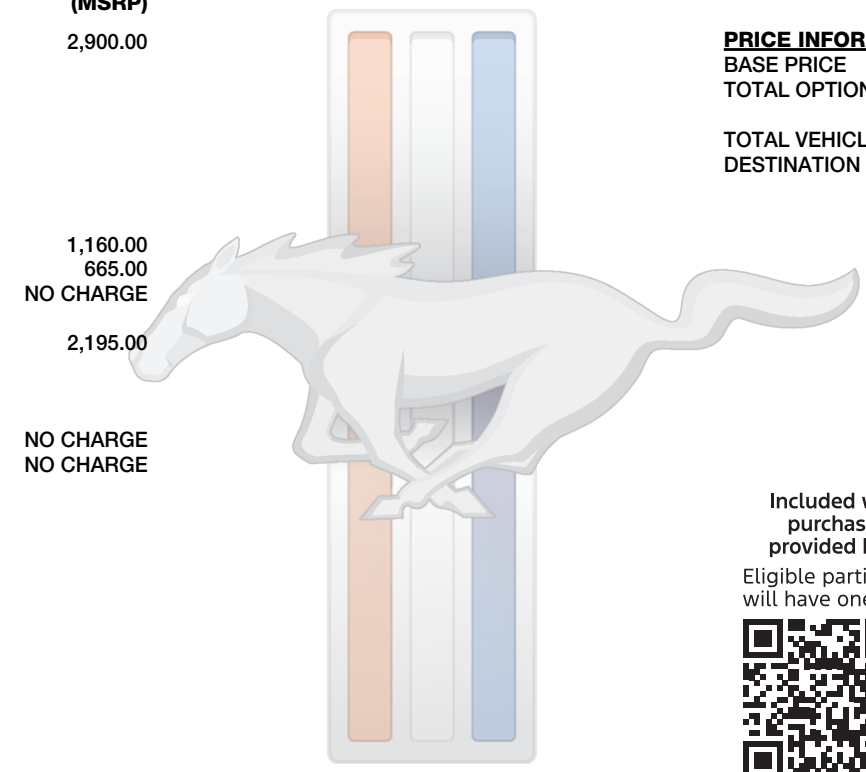 (MSRP)
2,900.00
1,160.00
665.00
NO CHARGE
2,195.00
NO CHARGE
NO CHARGE
PRICE INFOR
BASE PRICE
TOTAL OPTION
TOTAL VEHICL
DESTINATION
Included w
purchas
provided b
Eligible parti
will have one